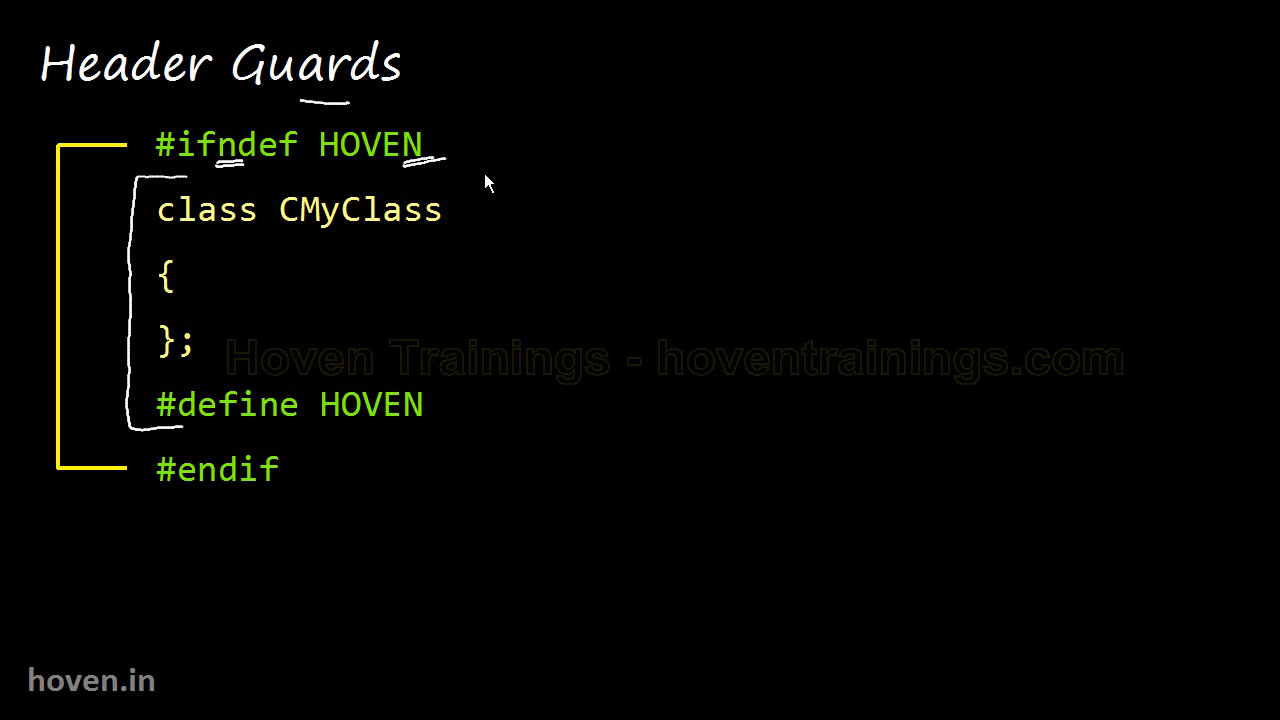 Header Guards
#ifndef HOVEN
class CMyClass
{
};
Hoven Trainings - hoventrainings.com
#define HOVEN
#endif
hoven.in